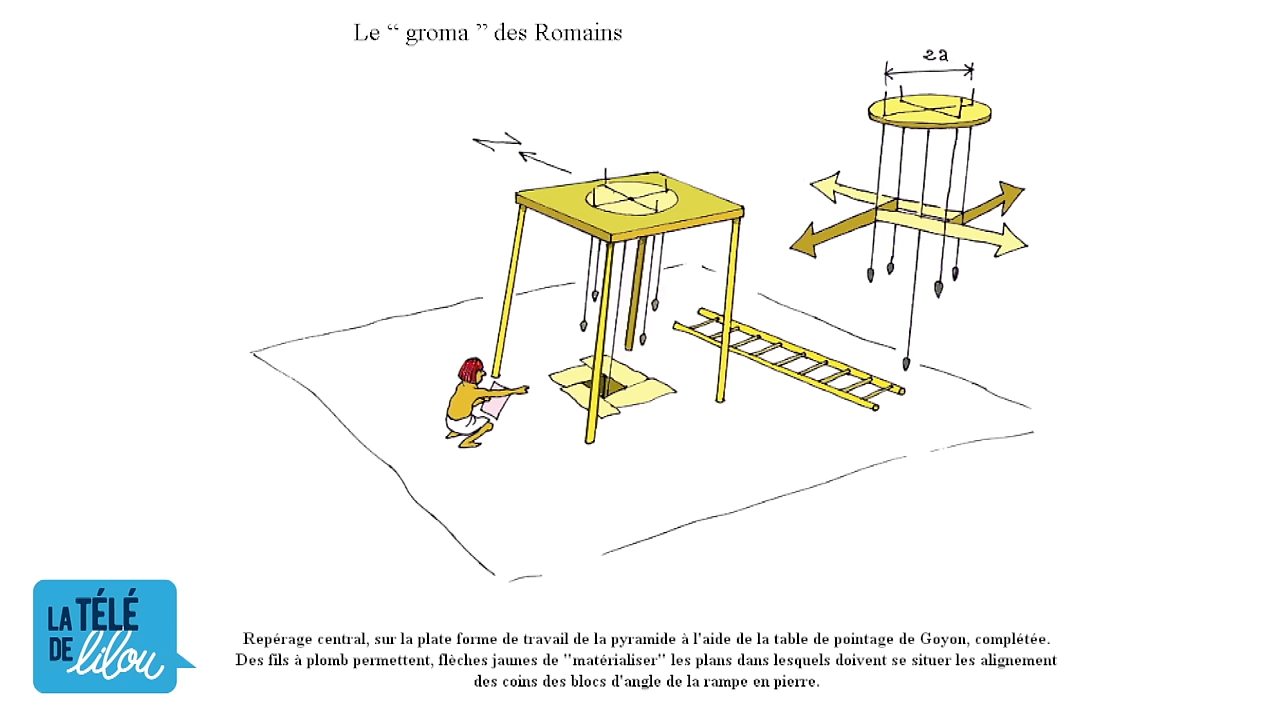 Le “ groma ” des Romains
2a
LA TÉLÉ
DE lilou
Repérage central, sur la plate forme de travail de la pyramide à l'aide de la table de pointage de Goyon, complétée.
Des fils à plomb permettent, flèches jaunes de "matérialiser" les plans dans lesquels doivent se situer les alignement
des coins des blocs d'angle de la rampe en pierre.